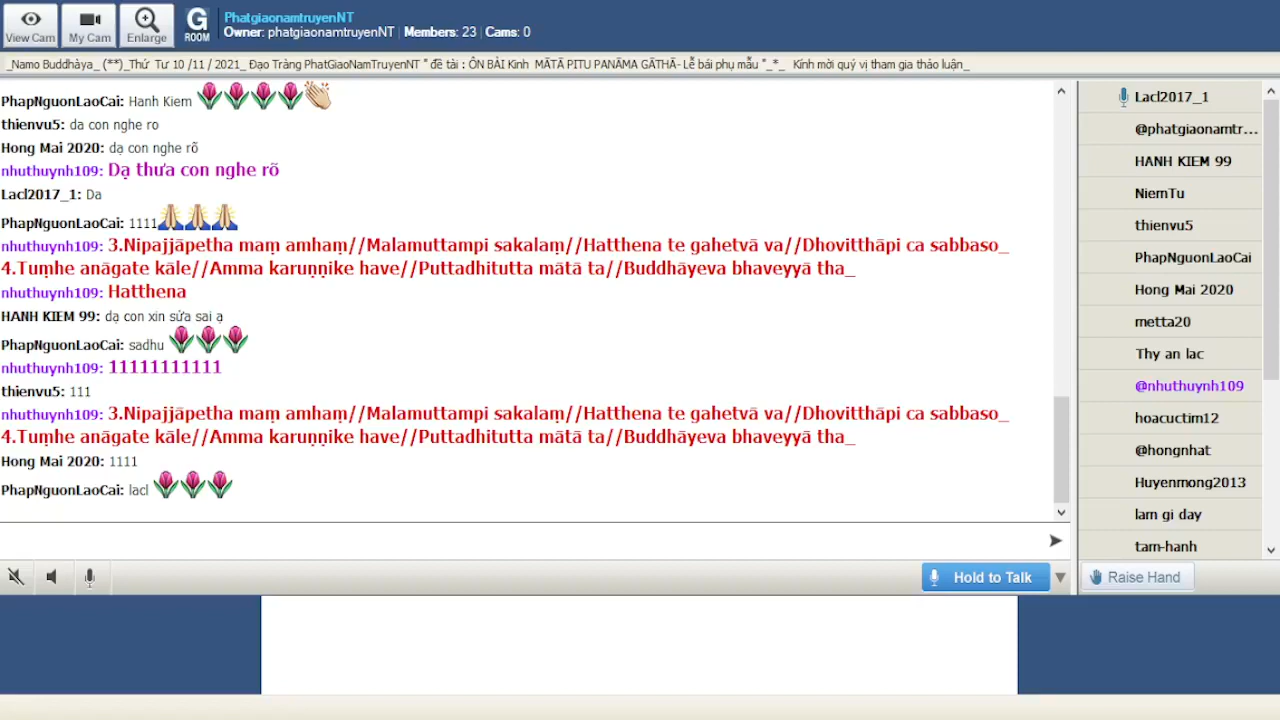 View Cam
My Cam
Enlarge
G
ROOM
PhatgiaonamtruyenNT
Owner: phatgiaonamtruyenNT | Members: 23 | Cams: 0
_Namo Buddhàya_ (**)_Thứ Tư 10 /11 / 2021_ Đạo Tràng PhatGiaoNamTruyenNT " đề tài : ÔN BÀI Kinh MĀTĀ PITU PANĀMA GĀTHĀ- Lễ bái phụ mẫu "_*_ Kính mời quý vị tham gia thảo luận_
PhapNguonLaoCai: Hanh Kiem
thienvu5: da con nghe ro
Hong Mai 2020: dạ con nghe rõ
nhuthuynh109: Dạ thưa con nghe rõ
Lacl2017_1: Da
PhapNguonLaoCai: 1111
nhuthuynh109: 3.Nipajjāpetha maṃ amhaṃ//Malamuttampi sakalaṃ//Hatthena te gahetvā va//Dhovitthāpi ca sabbaso_
4.Tuṃhe anāgate kāle//Amma karuṇṇike have//Puttadhitutta mātā ta//Buddhāyeva bhaveyyā tha_
nhuthuynh109: Hatthena
HANH KIEM 99: dạ con xin sửa sai ạ
PhapNguonLaoCai: sadhu
nhuthuynh109: 11111111111
thienvu5: 111
nhuthuynh109: 3.Nipajjāpetha maṃ amhaṃ//Malamuttampi sakalaṃ//Hatthena te gahetvā va//Dhovitthāpi ca sabbaso_
4.Tuṃhe anāgate kāle//Amma karuṇṇike have//Puttadhitutta mātā ta//Buddhāyeva bhaveyyā tha_
Hong Mai 2020: 1111
PhapNguonLaoCai: lacl
Lacl2017_1
@phatgiaonamtr...
HANH KIEM 99
NiemTu
thienvu5
PhapNguonLaoCai
Hong Mai 2020
metta20
Thy an lac
@nhuthuynh109
hoacuctim12
@hongnhat
Huyenmong2013
lam gi day
tam-hanh
Hold to Talk
Raise Hand